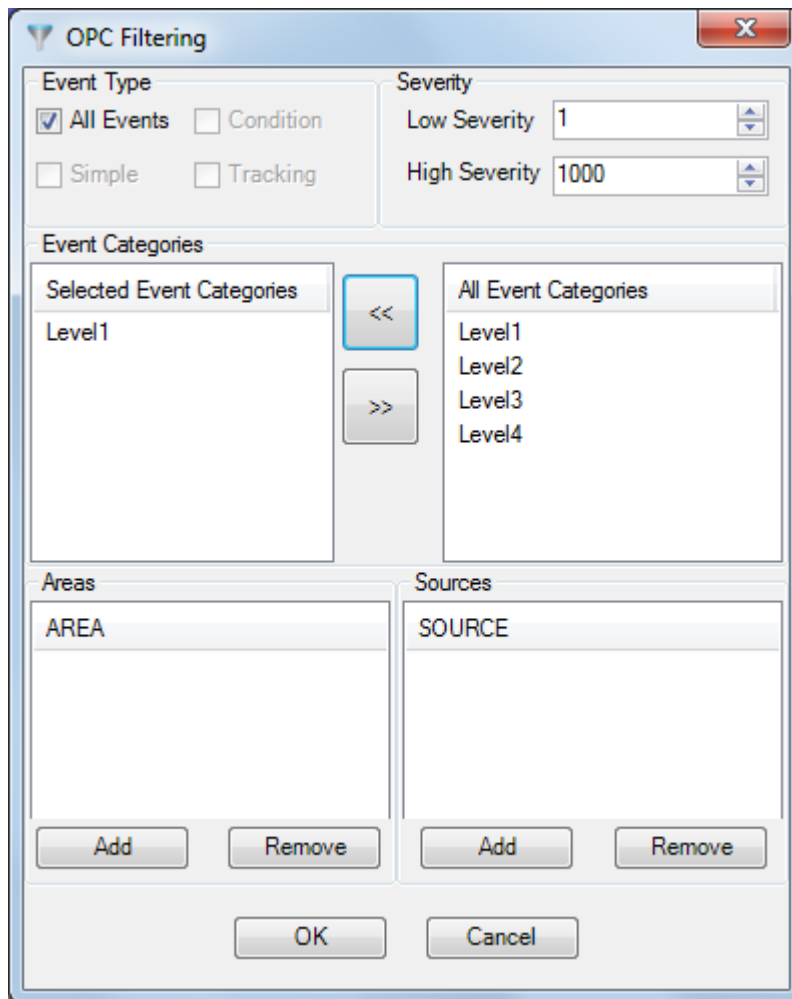 OPC Filtering
Event Type
All Events
Condition
Simple
Tracking
Severity
Low Severity 1
High Severity 1000
Event Categories
Selected Event Categories
Level1
<<
>>
All Event Categories
Level1
Level2
Level3
Level4
Areas
AREA
Add Remove
Sources
SOURCE
Add Remove
OK Cancel